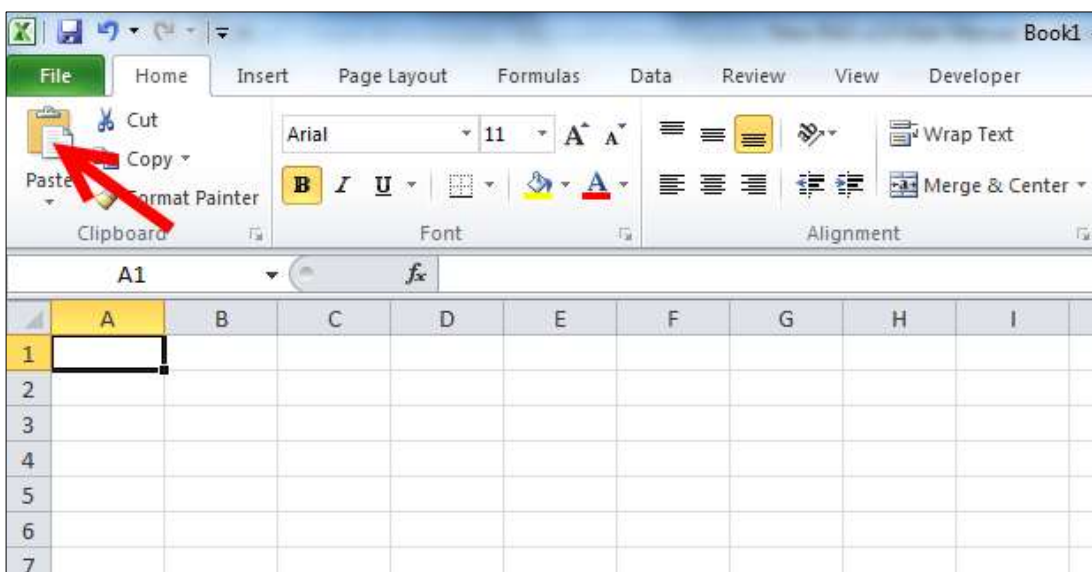 Book1
File Home Insert Page Layout Formulas Data Review View Developer
Cut
Arial 11 A A Wrap Text
Copy
Paste B I U A Merge & Center
Format Painter
Clipboard Font Alignment
A1 fx
A B C D E F G H I
1
2
3
4
5
6
7